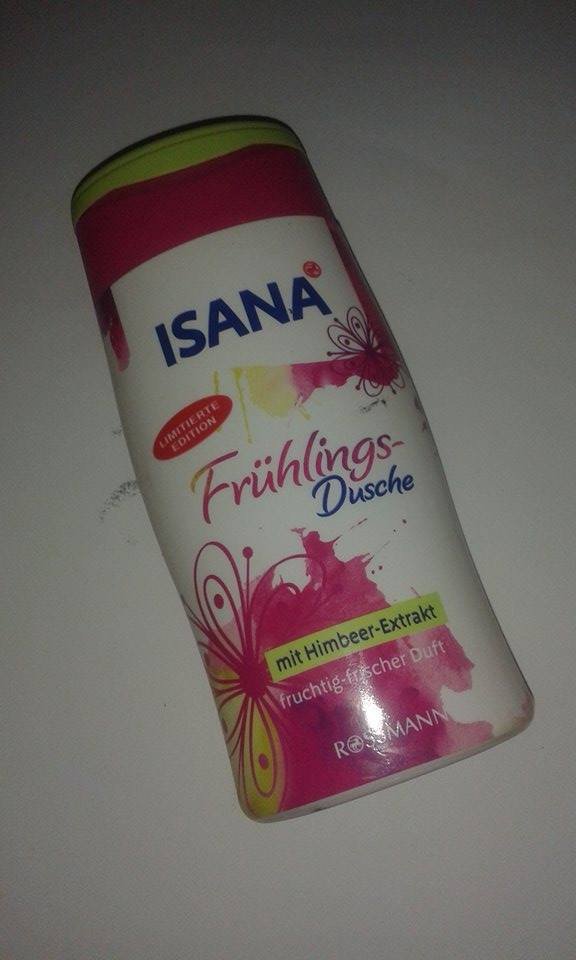 ISANA
LIMITIERTE
EDITION
Frühlings-
Dusche
mit Himbeer-Extrakt
fruchtig-frischer Duft
ROSSMANN